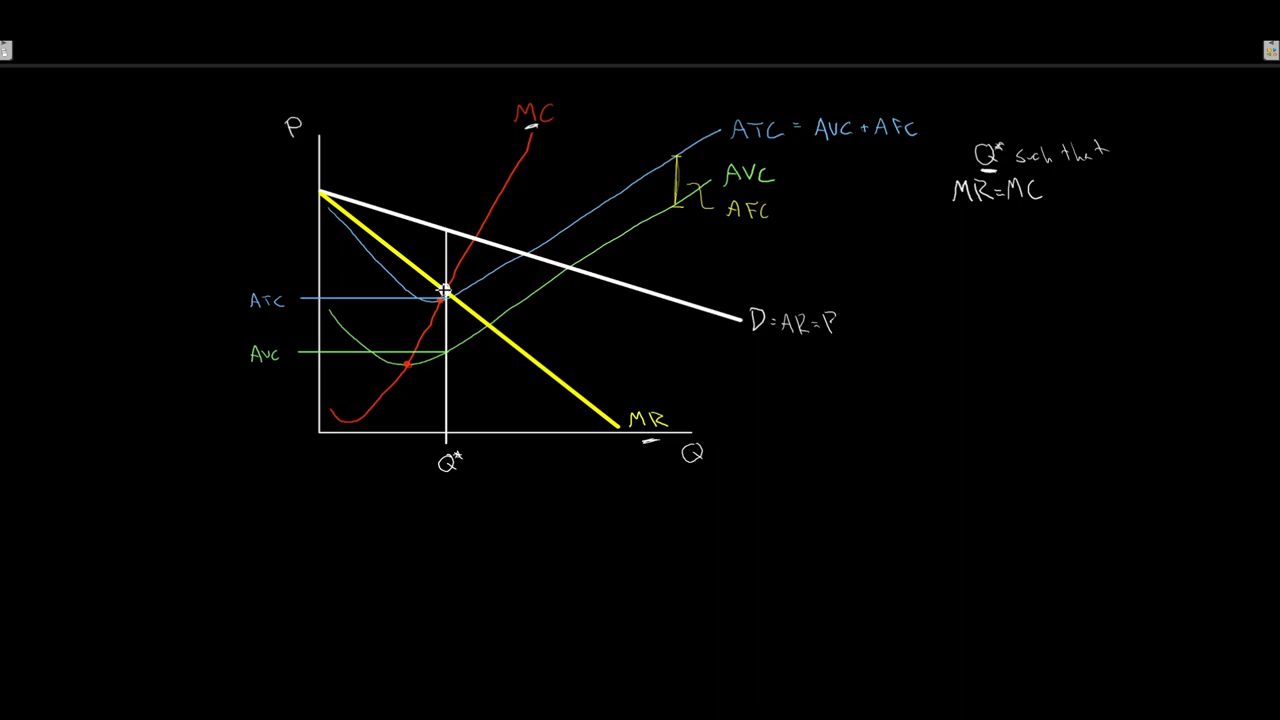 MC
P
ATC = AVC + AFC
Q* such that
AVC
MR=MC
AFC
ATC
D=AR=P
AVC
MR
Q*
Q